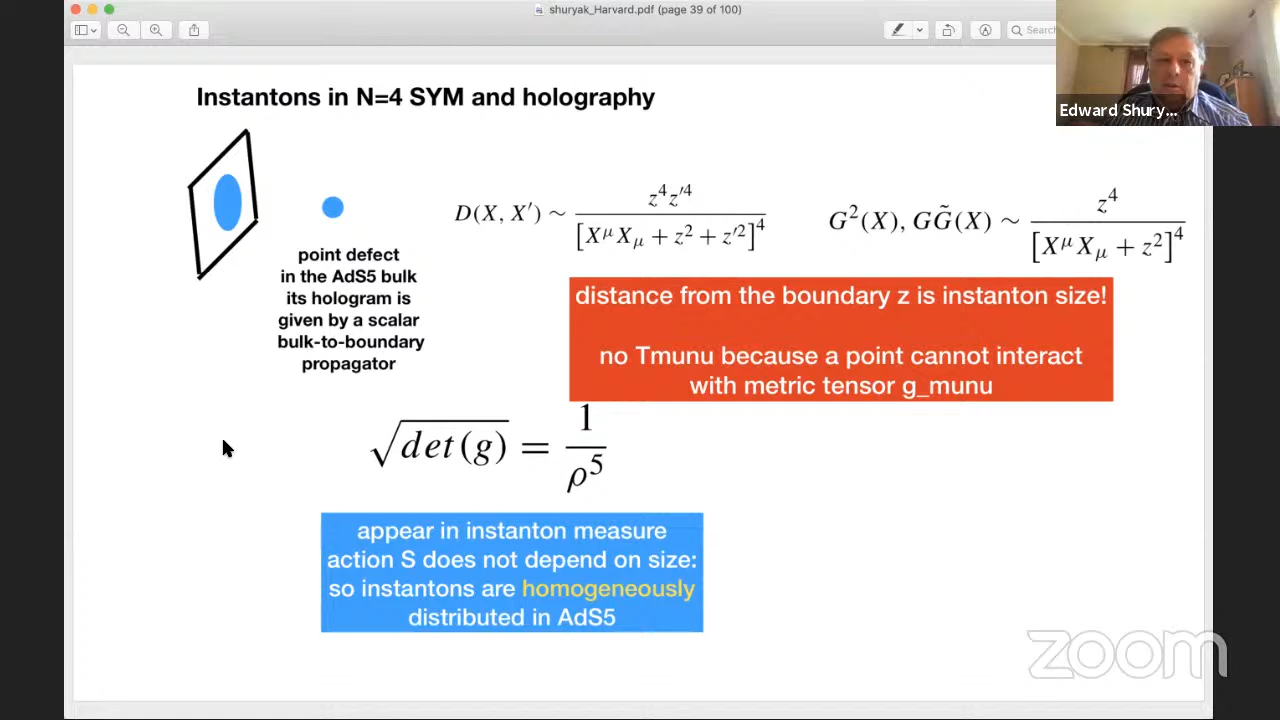 shuryak_Harvard.pdf (page 39 of 100)
Search
Edward Shury...
Instantons in N=4 SYM and holography
D(X, X′) ∼ z⁴z′⁴ / [X^μX_μ + z² + z′²]⁴
G²(X), GG̃(X) ∼ z⁴ / [X^μX_μ + z²]⁴
point defect
in the AdS5 bulk
its hologram is
given by a scalar
bulk-to-boundary
propagator
distance from the boundary z is instanton size!
no Tmunu because a point cannot interact
with metric tensor g_munu
√det(g) = 1/ρ⁵
appear in instanton measure
action S does not depend on size:
so instantons are homogeneously
distributed in AdS5
zoom